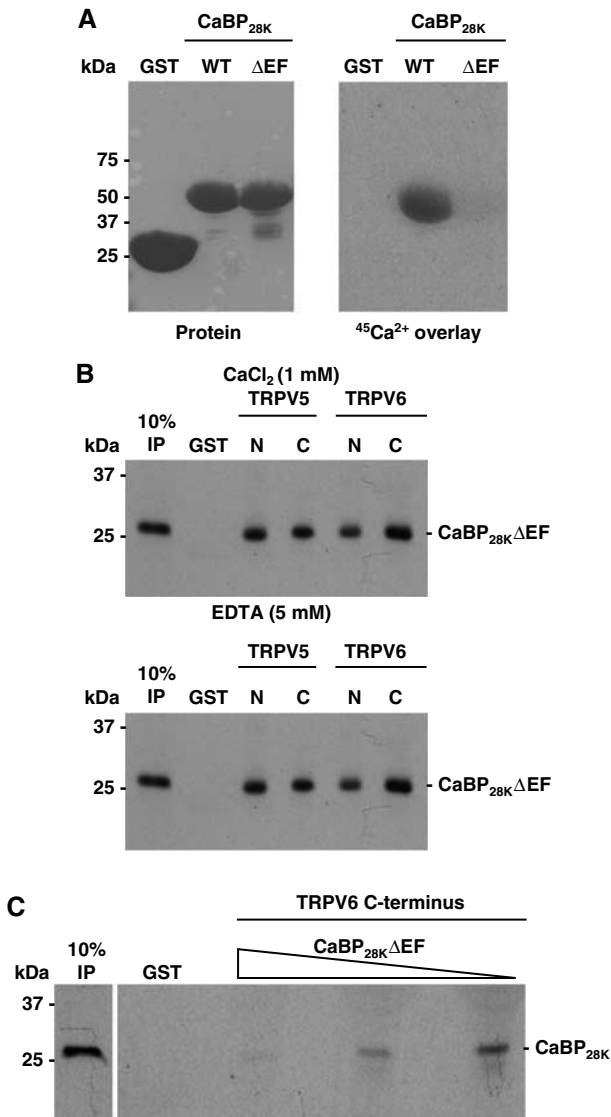 A
CaBP28K CaBP28K
kDa GST WT ΔEF GST WT ΔEF
75 -
50 -
37 -
25 -
Protein 45Ca2+ overlay
B
CaCl2 (1 mM)
TRPV5 TRPV6
10%
kDa IP GST N C N C
37 -
25 - - CaBP28KΔEF
EDTA (5 mM)
TRPV5 TRPV6
10%
kDa IP GST N C N C
37 -
25 - - CaBP28KΔEF
C
TRPV6 C-terminus
10% CaBP28KΔEF
kDa IP GST
37 -
25 - - CaBP28K